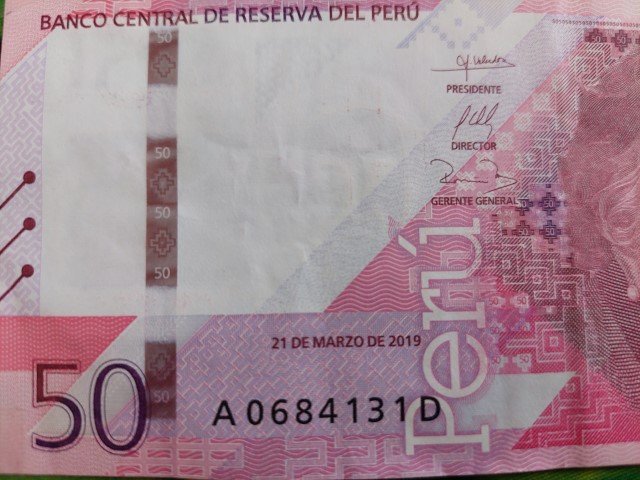 BANCO CENTRAL DE RESERVA DEL PERÚ
50
PRESIDENTE
DIRECTOR
GERENTE GENERAL
50
50
50
Perú
21 DE MARZO DE 2019
50
A0684131D
50